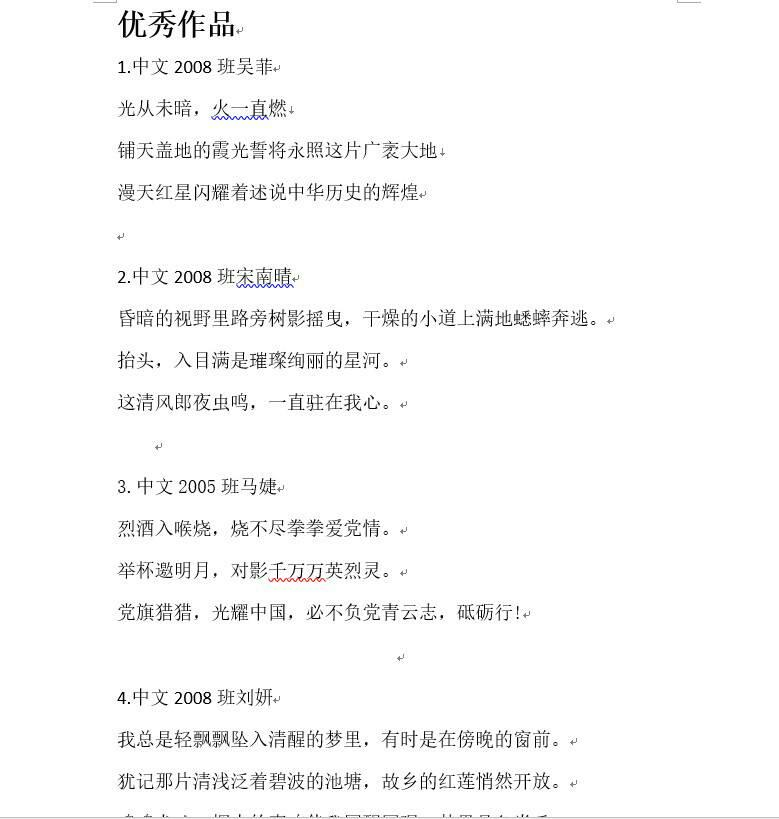 优秀作品
1.中文 2008 班吴菲
光从未暗，火一直燃
铺天盖地的霞光誓将永照这片广袤大地
漫天红星闪耀着述说中华历史的辉煌
2.中文 2008 班宋南晴
昏暗的视野里路旁树影摇曳，干燥的小道上满地蟋蟀奔逃。
抬头，入目满是璀璨绚丽的星河。
这清风郎夜虫鸣，一直驻在我心。
3.中文 2005 班马婕
烈酒入喉烧，烧不尽拳拳爱党情。
举杯邀明月，对影千万万英烈灵。
党旗猎猎，光耀中国，必不负党青云志，砥砺行!
4.中文 2008 班刘妍
我总是轻飘飘坠入清醒的梦里，有时是在傍晚的窗前。
犹记那片清浅泛着碧波的池塘，故乡的红莲悄然开放。